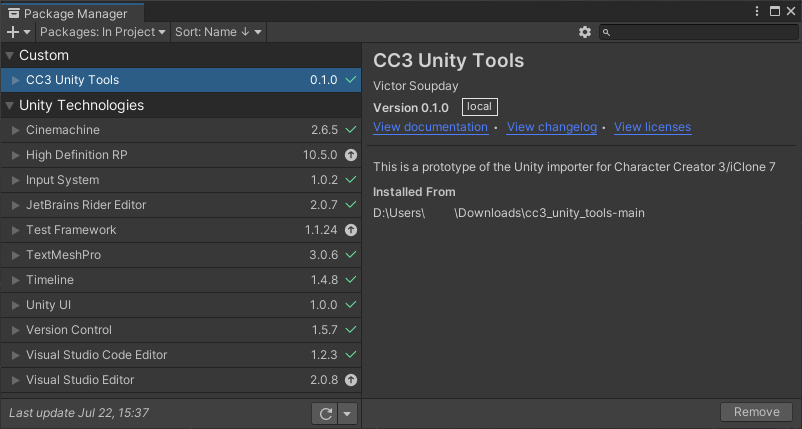 Package Manager
Packages: In Project
Sort: Name
Custom
CC3 Unity Tools 0.1.0
Unity Technologies
Cinemachine 2.6.5
High Definition RP 10.5.0
Input System 1.0.2
JetBrains Rider Editor 2.0.7
Test Framework 1.1.24
TextMeshPro 3.0.6
Timeline 1.4.8
Unity UI 1.0.0
Version Control 1.5.7
Visual Studio Code Editor 1.2.3
Visual Studio Editor 2.0.8
Last update Jul 22, 15:37
CC3 Unity Tools
Victor Soupday
Version 0.1.0 local
View documentation • View changelog • View licenses
This is a prototype of the Unity importer for Character Creator 3/iClone 7
Installed From
D:\Users\ \Downloads\cc3_unity_tools-main
Remove